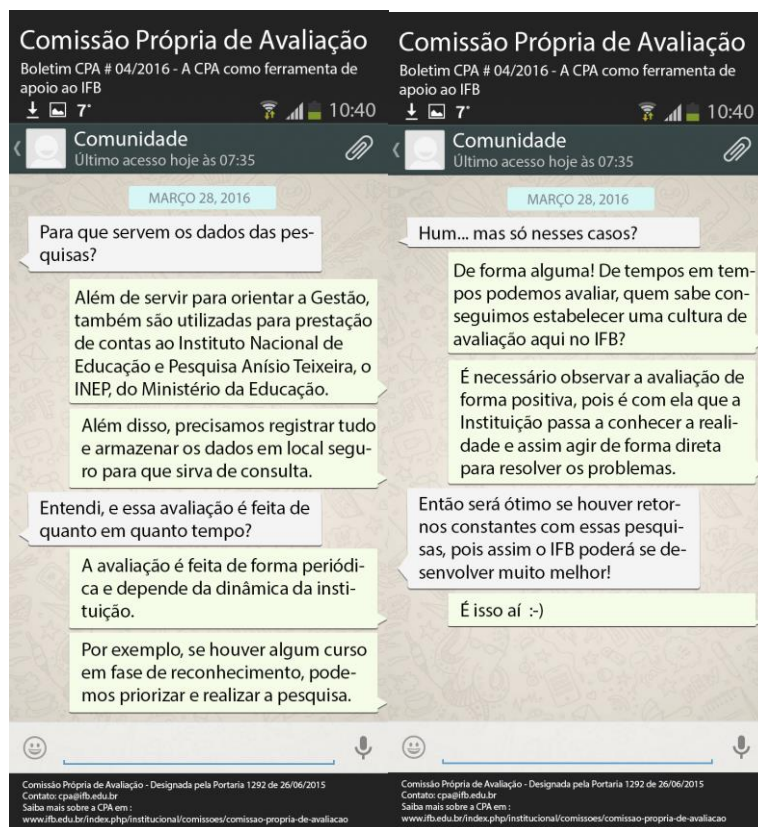 Comissão Própria de Avaliação
Boletim CPA # 04/2016 - A CPA como ferramenta de
apoio ao IFB
7°
10:40
Comunidade
Último acesso hoje às 07:35
MARÇO 28, 2016
Para que servem os dados das pes-
quisas?
Além de servir para orientar a Gestão,
também são utilizadas para prestação
de contas ao Instituto Nacional de
Educação e Pesquisa Anísio Teixeira, o
INEP, do Ministério da Educação.
Além disso, precisamos registrar tudo
e armazenar os dados em local segu-
ro para que sirva de consulta.
Entendi, e essa avaliação é feita de
quanto em quanto tempo?
A avaliação é feita de forma periódi-
ca e depende da dinâmica da insti-
tuição.
Por exemplo, se houver algum curso
em fase de reconhecimento, pode-
mos priorizar e realizar a pesquisa.
Comissão Própria de Avaliação - Designada pela Portaria 1292 de 26/06/2015
Contato: cpa@ifb.edu.br
Saiba mais sobre a CPA em :
www.ifb.edu.br/index.php/institucional/comissoes/comissao-propria-de-avaliacao
Comissão Própria de Avaliação
Boletim CPA # 04/2016 - A CPA como ferramenta de
apoio ao IFB
7°
10:40
Comunidade
Último acesso hoje às 07:35
MARÇO 28, 2016
Hum... mas só nesses casos?
De forma alguma! De tempos em tem-
pos podemos avaliar, quem sabe con-
seguimos estabelecer uma cultura de
avaliação aqui no IFB?
É necessário observar a avaliação de
forma positiva, pois é com ela que a
Instituição passa a conhecer a reali-
dade e assim agir de forma direta
para resolver os problemas.
Então será ótimo se houver retor-
nos constantes com essas pesqui-
sas, pois assim o IFB poderá se de-
senvolver muito melhor!
É isso aí :-)
Comissão Própria de Avaliação - Designada pela Portaria 1292 de 26/06/2015
Contato: cpa@ifb.edu.br
Saiba mais sobre a CPA em :
www.ifb.edu.br/index.php/institucional/comissoes/comissao-propria-de-avaliacao